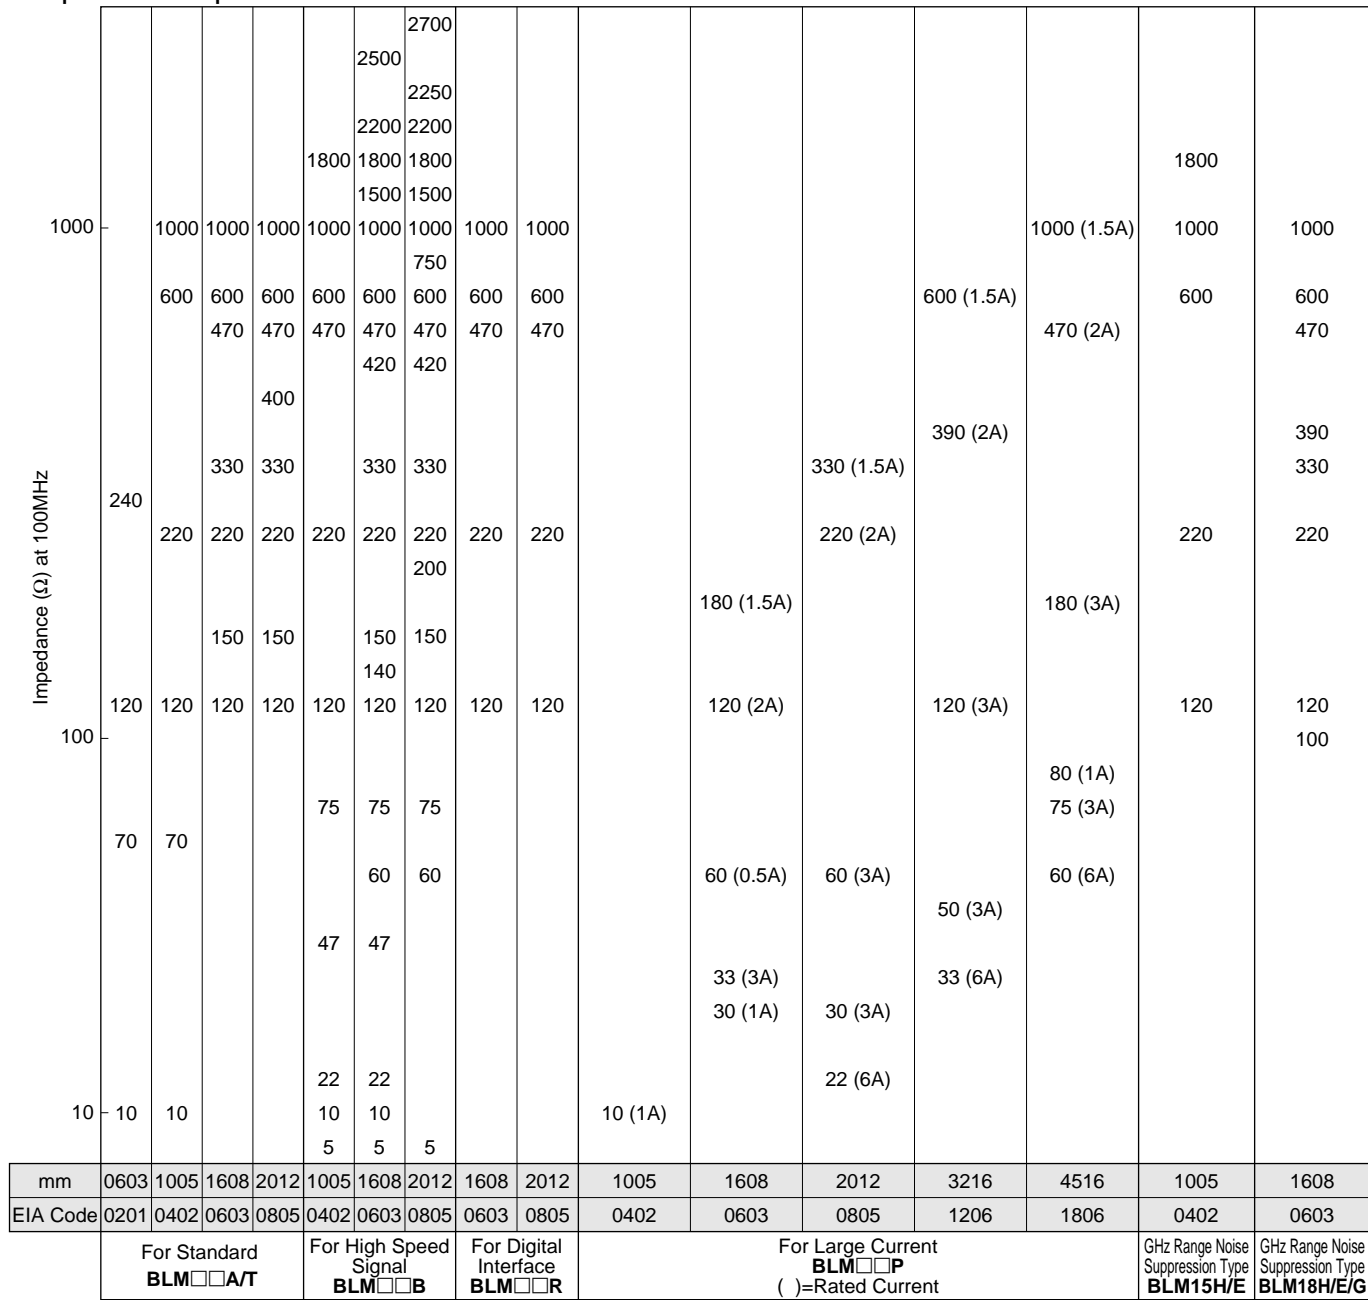 2700
2500
2250
2200 2200
1800 1800 1800 1800
1500 1500
1000 1000 1000 1000 1000 1000 1000 1000 1000 1000 (1.5A) 1000 1000
750
600 600 600 600 600 600 600 600 600 (1.5A) 600 600
470 470 470 470 470 470 470 470 (2A) 470
420 420
400
390 (2A) 390
330 330 330 330 330 (1.5A) 330
240
220 220 220 220 220 220 220 220 220 (2A) 220 220
200
180 (1.5A) 180 (3A)
150 150 150 150
140
120 120 120 120 120 120 120 120 120 120 (2A) 120 (3A) 120 120
100 100
80 (1A)
75 75 75 75 (3A)
70 70
60 60 60 (0.5A) 60 (3A) 60 (6A)
50 (3A)
47 47
33 (3A) 33 (6A)
30 (1A) 30 (3A)
22 22 22 (6A)
10 10 10 10 10 10 (1A)
5 5 5
Impedance (Ω) at 100MHz
mm 0603 1005 1608 2012 1005 1608 2012 1608 2012 1005 1608 2012 3216 4516 1005 1608
EIA Code 0201 0402 0603 0805 0402 0603 0805 0603 0805 0402 0603 0805 1206 1806 0402 0603
For Standard
BLM□□A/T
For High Speed
Signal
BLM□□B
For Digital
Interface
BLM□□R
For Large Current
BLM□□P
( )=Rated Current
GHz Range Noise
Suppression Type
BLM15H/E
GHz Range Noise
Suppression Type
BLM18H/E/G